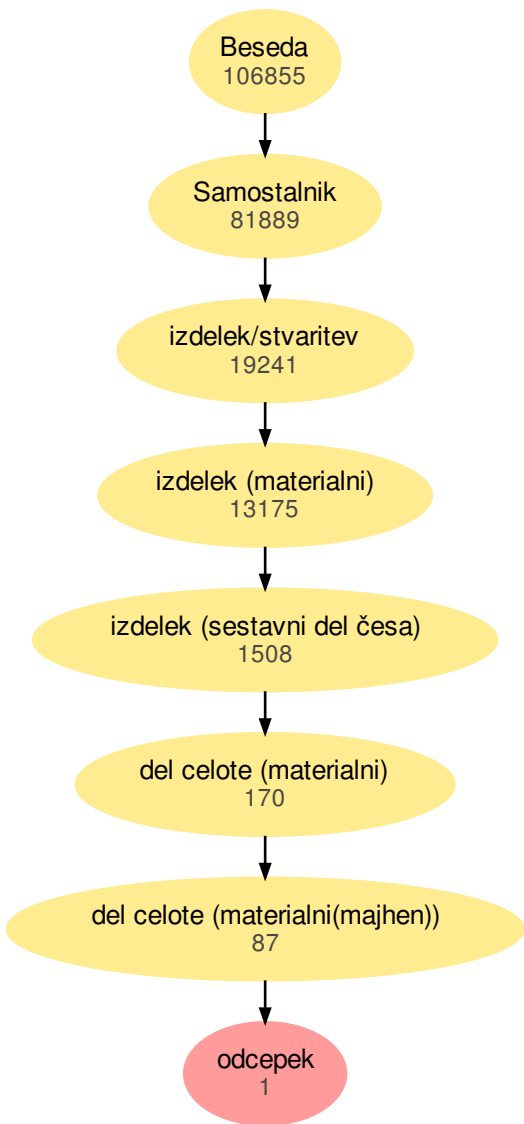 Beseda
106855
Samostalnik
81889
izdelek/stvaritev
19241
izdelek (materialni)
13175
izdelek (sestavni del česa)
1508
del celote (materialni)
170
del celote (materialni(majhen))
87
odcepek
1